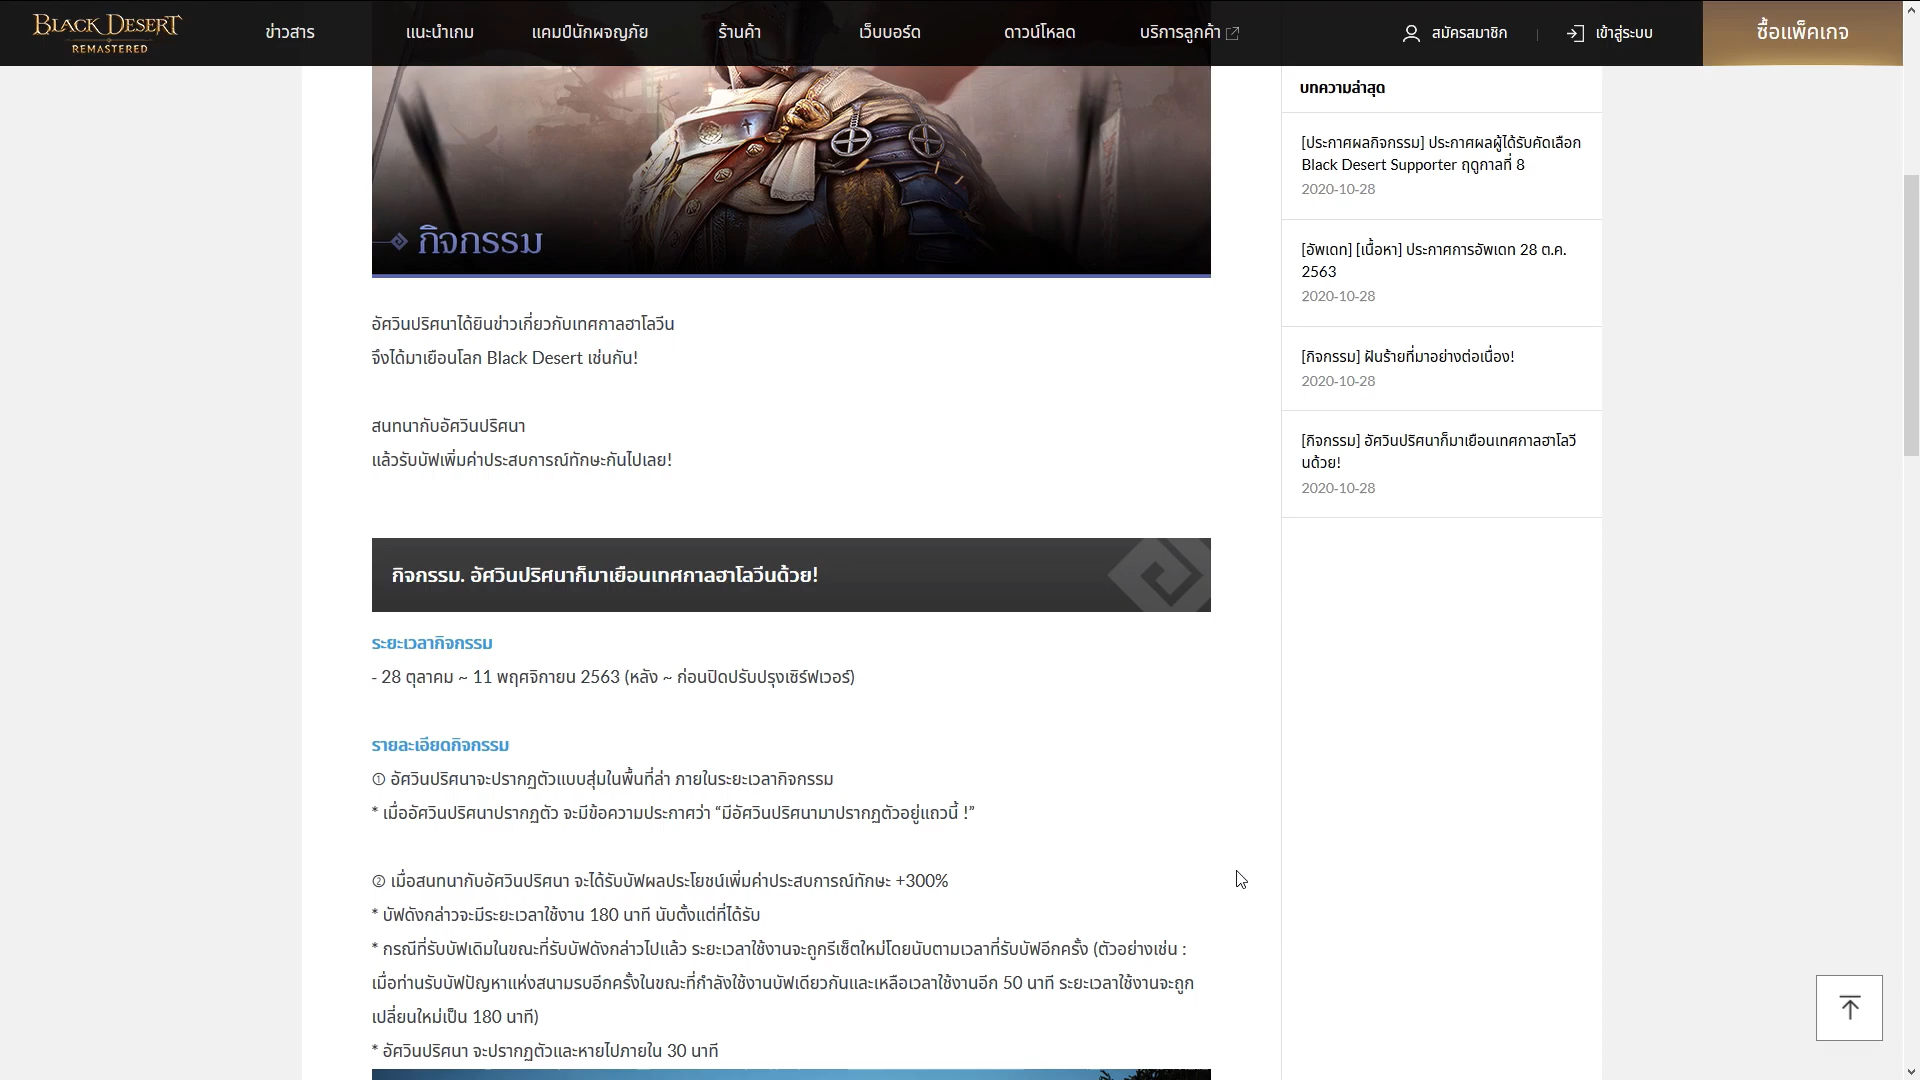 BLACK DESERT
REMASTERED
ข่าวสาร
แนะนำเกม
แคมป์นักผจญภัย
ร้านค้า
เว็บบอร์ด
ดาวน์โหลด
บริการลูกค้า
สมัครสมาชิก
เข้าสู่ระบบ
ซื้อแพ็คเกจ
กิจกรรม
อัศวินปริศนาได้ยินข่าวเกี่ยวกับเทศกาลฮาโลวีน
จึงได้มาเยือนโลก Black Desert เช่นกัน!
สนทนากับอัศวินปริศนา
แล้วรับบัฟเพิ่มค่าประสบการณ์ทักษะกันไปเลย!
กิจกรรม. อัศวินปริศนาก็มาเยือนเทศกาลฮาโลวีนด้วย!
ระยะเวลากิจกรรม
- 28 ตุลาคม ~ 11 พฤศจิกายน 2563 (หลัง ~ ก่อนปิดปรับปรุงเซิร์ฟเวอร์)
รายละเอียดกิจกรรม
① อัศวินปริศนาจะปรากฏตัวแบบสุ่มในพื้นที่ล่า ภายในระยะเวลากิจกรรม
* เมื่ออัศวินปริศนาปรากฏตัว จะมีข้อความประกาศว่า “มีอัศวินปริศนามาปรากฏตัวอยู่แถวนี้ !”
② เมื่อสนทนากับอัศวินปริศนา จะได้รับบัฟผลประโยชน์เพิ่มค่าประสบการณ์ทักษะ +300%
* บัฟดังกล่าวจะมีระยะเวลาใช้งาน 180 นาที นับตั้งแต่ที่ได้รับ
* กรณีที่รับบัฟเดิมในขณะที่รับบัฟดังกล่าวไปแล้ว ระยะเวลาใช้งานจะถูกรีเซ็ตใหม่โดยนับตามเวลาที่รับบัฟอีกครั้ง (ตัวอย่างเช่น :
เมื่อท่านรับบัฟปัญหาแห่งสนามรบอีกครั้งในขณะที่กำลังใช้งานบัฟเดียวกันและเหลือเวลาใช้งานอีก 50 นาที ระยะเวลาใช้งานจะถูก
เปลี่ยนใหม่เป็น 180 นาที)
* อัศวินปริศนา จะปรากฏตัวและหายไปภายใน 30 นาที
บทความล่าสุด
[ประกาศผลกิจกรรม] ประกาศผลผู้ได้รับคัดเลือก
Black Desert Supporter ฤดูกาลที่ 8
2020-10-28
[อัพเดท] [เนื้อหา] ประกาศการอัพเดท 28 ต.ค.
2563
2020-10-28
[กิจกรรม] ฝันร้ายที่มาอย่างต่อเนื่อง!
2020-10-28
[กิจกรรม] อัศวินปริศนาก็มาเยือนเทศกาลฮาโลวี
นด้วย!
2020-10-28